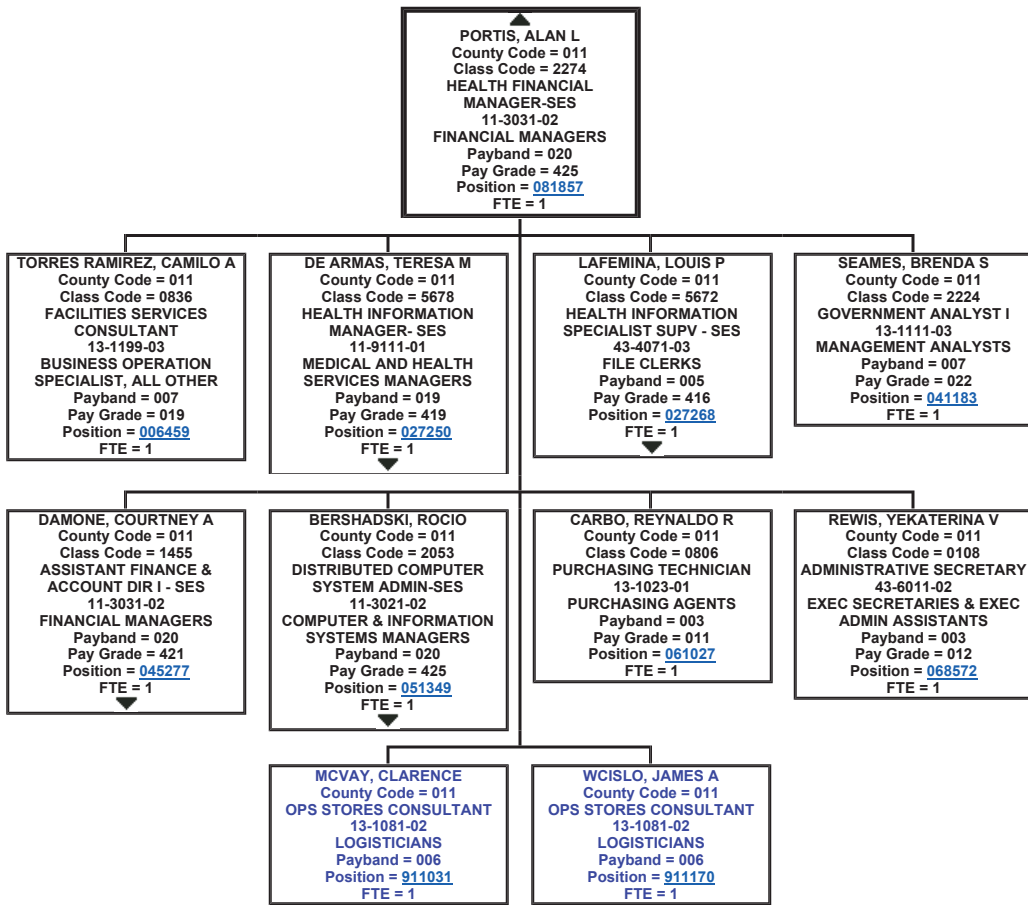 PORTIS, ALAN L
County Code = 011
Class Code = 2274
HEALTH FINANCIAL
MANAGER-SES
11-3031-02
FINANCIAL MANAGERS
Payband = 020
Pay Grade = 425
Position = 081857
FTE = 1
TORRES RAMIREZ, CAMILO A
County Code = 011
Class Code = 0836
FACILITIES SERVICES
CONSULTANT
13-1199-03
BUSINESS OPERATION
SPECIALIST, ALL OTHER
Payband = 007
Pay Grade = 019
Position = 006459
FTE = 1
DE ARMAS, TERESA M
County Code = 011
Class Code = 5678
HEALTH INFORMATION
MANAGER- SES
11-9111-01
MEDICAL AND HEALTH
SERVICES MANAGERS
Payband = 019
Pay Grade = 419
Position = 027250
FTE = 1
LAFEMINA, LOUIS P
County Code = 011
Class Code = 5672
HEALTH INFORMATION
SPECIALIST SUPV - SES
43-4071-03
FILE CLERKS
Payband = 005
Pay Grade = 416
Position = 027268
FTE = 1
SEAMES, BRENDA S
County Code = 011
Class Code = 2224
GOVERNMENT ANALYST I
13-1111-03
MANAGEMENT ANALYSTS
Payband = 007
Pay Grade = 022
Position = 041183
FTE = 1
DAMONE, COURTNEY A
County Code = 011
Class Code = 1455
ASSISTANT FINANCE &
ACCOUNT DIR I - SES
11-3031-02
FINANCIAL MANAGERS
Payband = 020
Pay Grade = 421
Position = 045277
FTE = 1
BERSHADSKI, ROCIO
County Code = 011
Class Code = 2053
DISTRIBUTED COMPUTER
SYSTEM ADMIN-SES
11-3021-02
COMPUTER & INFORMATION
SYSTEMS MANAGERS
Payband = 020
Pay Grade = 425
Position = 051349
FTE = 1
CARBO, REYNALDO R
County Code = 011
Class Code = 0806
PURCHASING TECHNICIAN
13-1023-01
PURCHASING AGENTS
Payband = 003
Pay Grade = 011
Position = 061027
FTE = 1
REWIS, YEKATERINA V
County Code = 011
Class Code = 0108
ADMINISTRATIVE SECRETARY
43-6011-02
EXEC SECRETARIES & EXEC
ADMIN ASSISTANTS
Payband = 003
Pay Grade = 012
Position = 068572
FTE = 1
MCVAY, CLARENCE
County Code = 011
OPS STORES CONSULTANT
13-1081-02
LOGISTICIANS
Payband = 006
Position = 911031
FTE = 1
WCISLO, JAMES A
County Code = 011
OPS STORES CONSULTANT
13-1081-02
LOGISTICIANS
Payband = 006
Position = 911170
FTE = 1